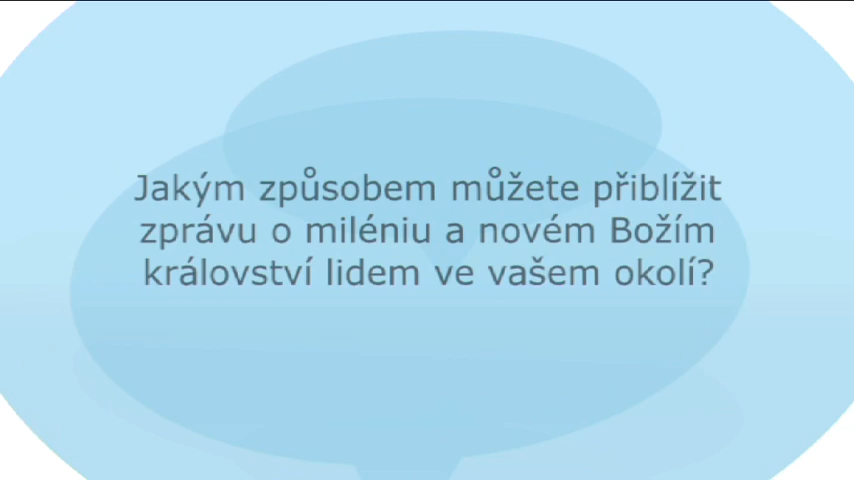 Jakým způsobem můžete přiblížit
zprávu o miléniu a novém Božím
království lidem ve vašem okolí?